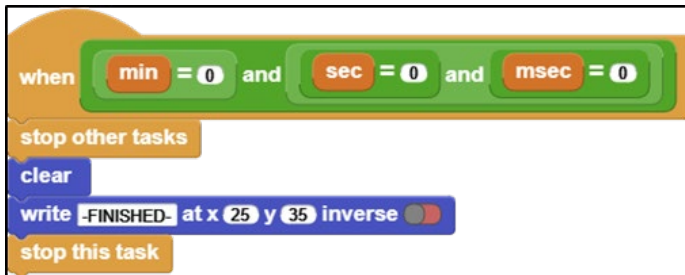 when min = 0 and sec = 0 and msec = 0
stop other tasks
clear
write -FINISHED- at x 25 y 35 inverse
stop this task